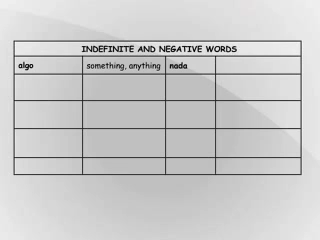 INDEFINITE AND NEGATIVE WORDS
algo something, anything nada